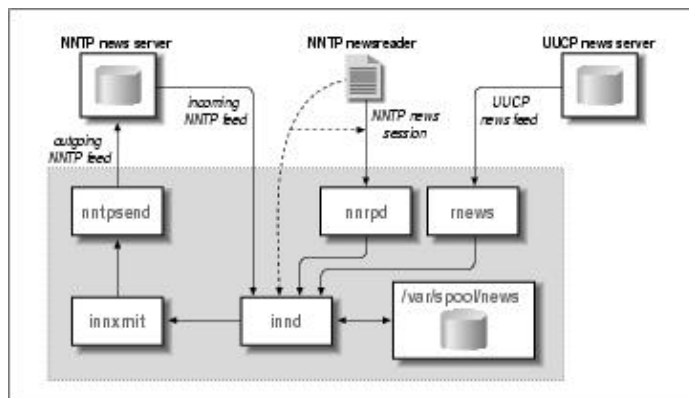 NNTP news server
NNTP newsreader
UUCP news server
incoming
NNTP feed
outgoing
NNTP feed
NNTP news
session
UUCP
news feed
nntpsend
nnrpd
rnews
innxmit
innd
/var/spool/news